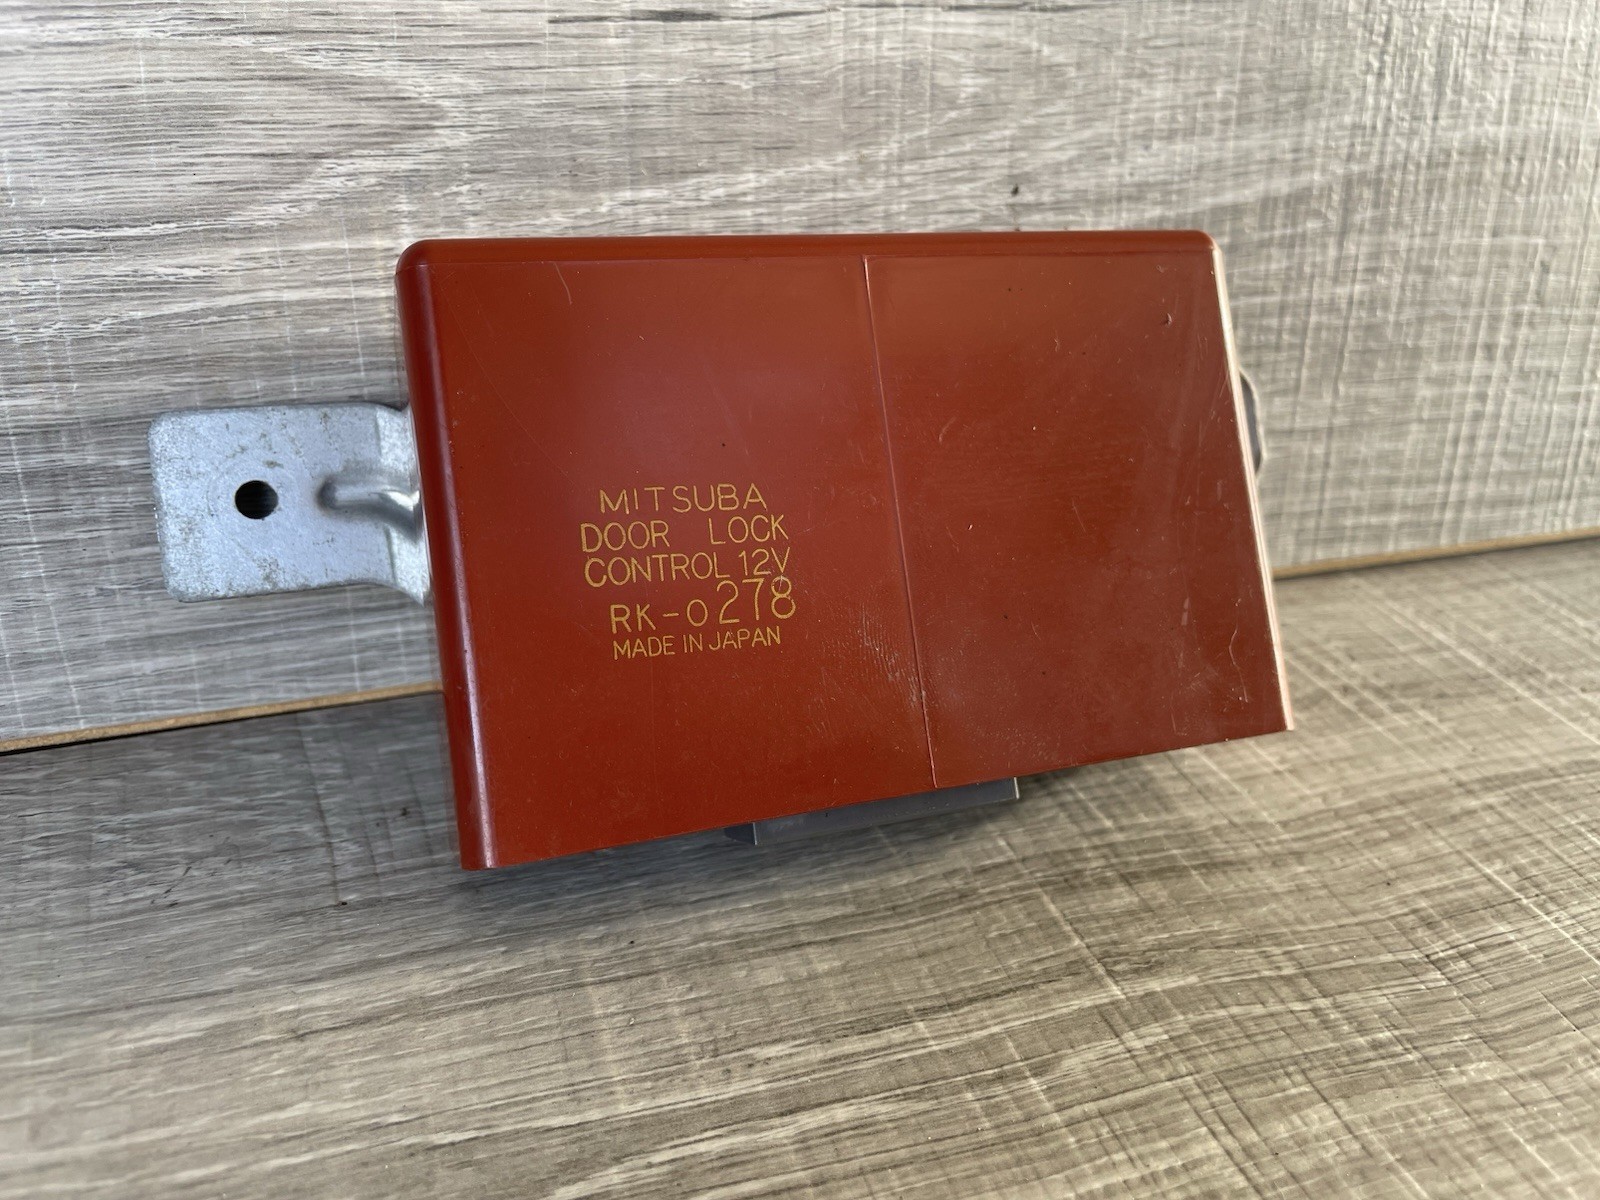 MITSUBA
DOOR LOCK
CONTROL 12V
RK-0278
MADE IN JAPAN